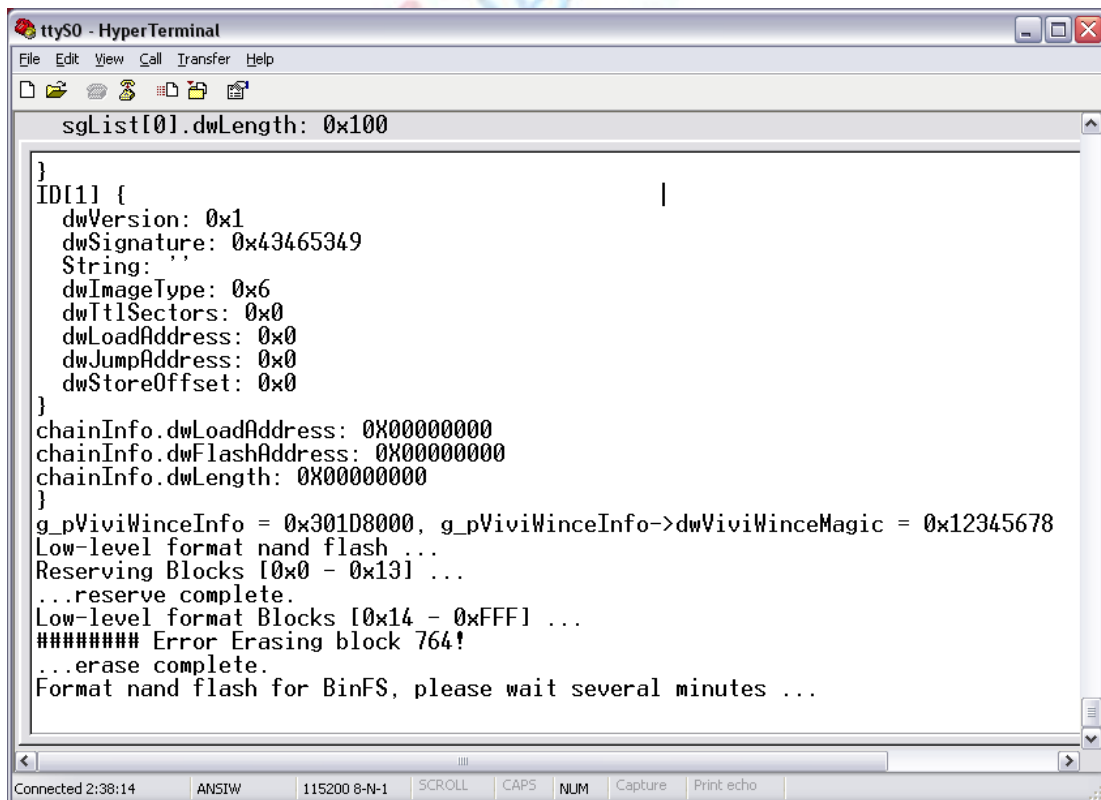 ttyS0 - HyperTerminal
File Edit View Call Transfer Help
sgList[0].dwLength: 0x100
}
ID[1] {
dwVersion: 0x1
dwSignature: 0x43465349
String: ''
dwImageType: 0x6
dwTtlSectors: 0x0
dwLoadAddress: 0x0
dwJumpAddress: 0x0
dwStoreOffset: 0x0
}
chainInfo.dwLoadAddress: 0X00000000
chainInfo.dwFlashAddress: 0X00000000
chainInfo.dwLength: 0X00000000
}
g_pViviWinceInfo = 0x301D8000, g_pViviWinceInfo->dwViviWinceMagic = 0x12345678
Low-level format nand flash ...
Reserving Blocks [0x0 - 0x13] ...
...reserve complete.
Low-level format Blocks [0x14 - 0xFFF] ...
######## Error Erasing block 764!
...erase complete.
Format nand flash for BinFS, please wait several minutes ...
Connected 2:38:14 ANSIW 115200 8-N-1 SCROLL CAPS NUM Capture Print echo